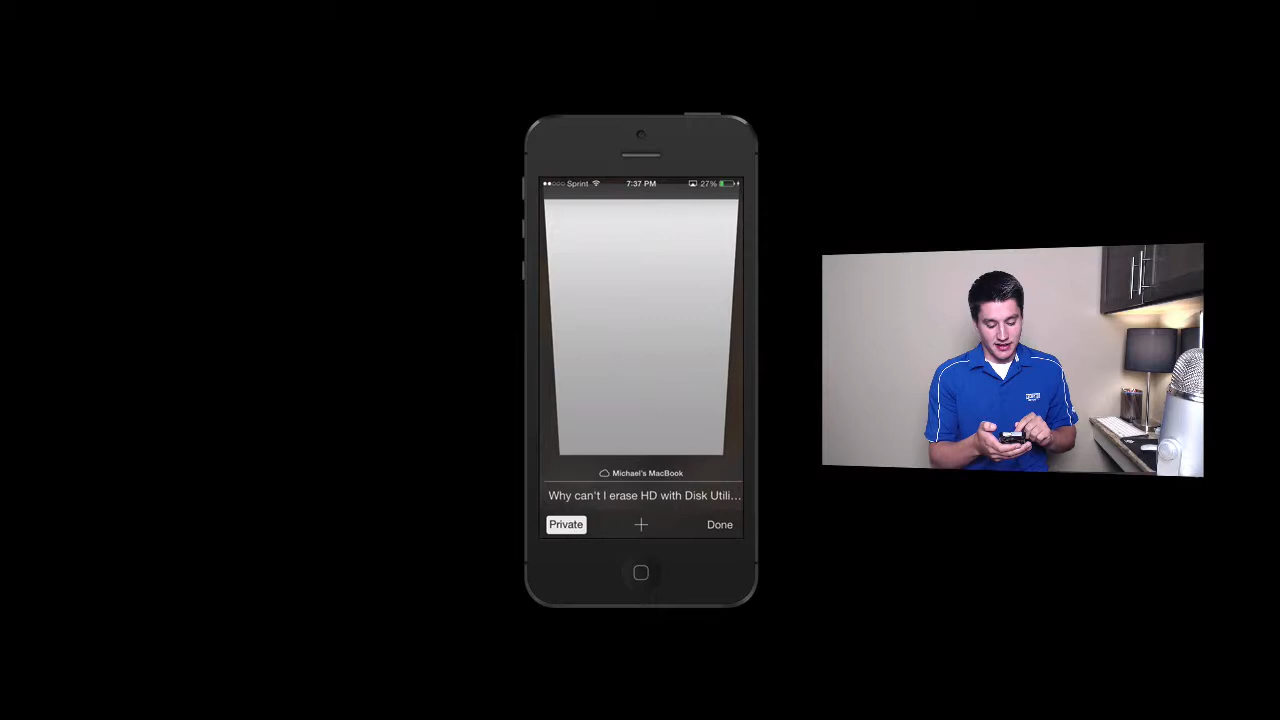 Sprint 7:37 PM 27%
Michael's MacBook
Why can't I erase HD with Disk Utili...
Private + Done